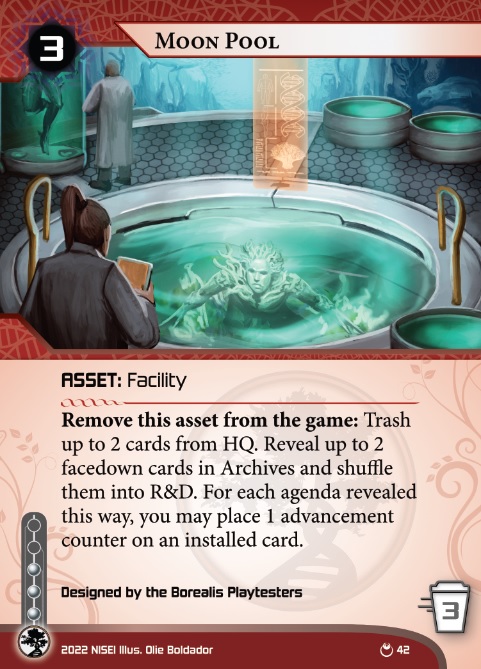 3
MOON POOL
ASSET: Facility
Remove this asset from the game: Trash
up to 2 cards from HQ. Reveal up to 2
facedown cards in Archives and shuffle
them into R&D. For each agenda revealed
this way, you may place 1 advancement
counter on an installed card.
Designed by the Borealis Playtesters
3
2022 NISEI Illus. Olie Boldador
42